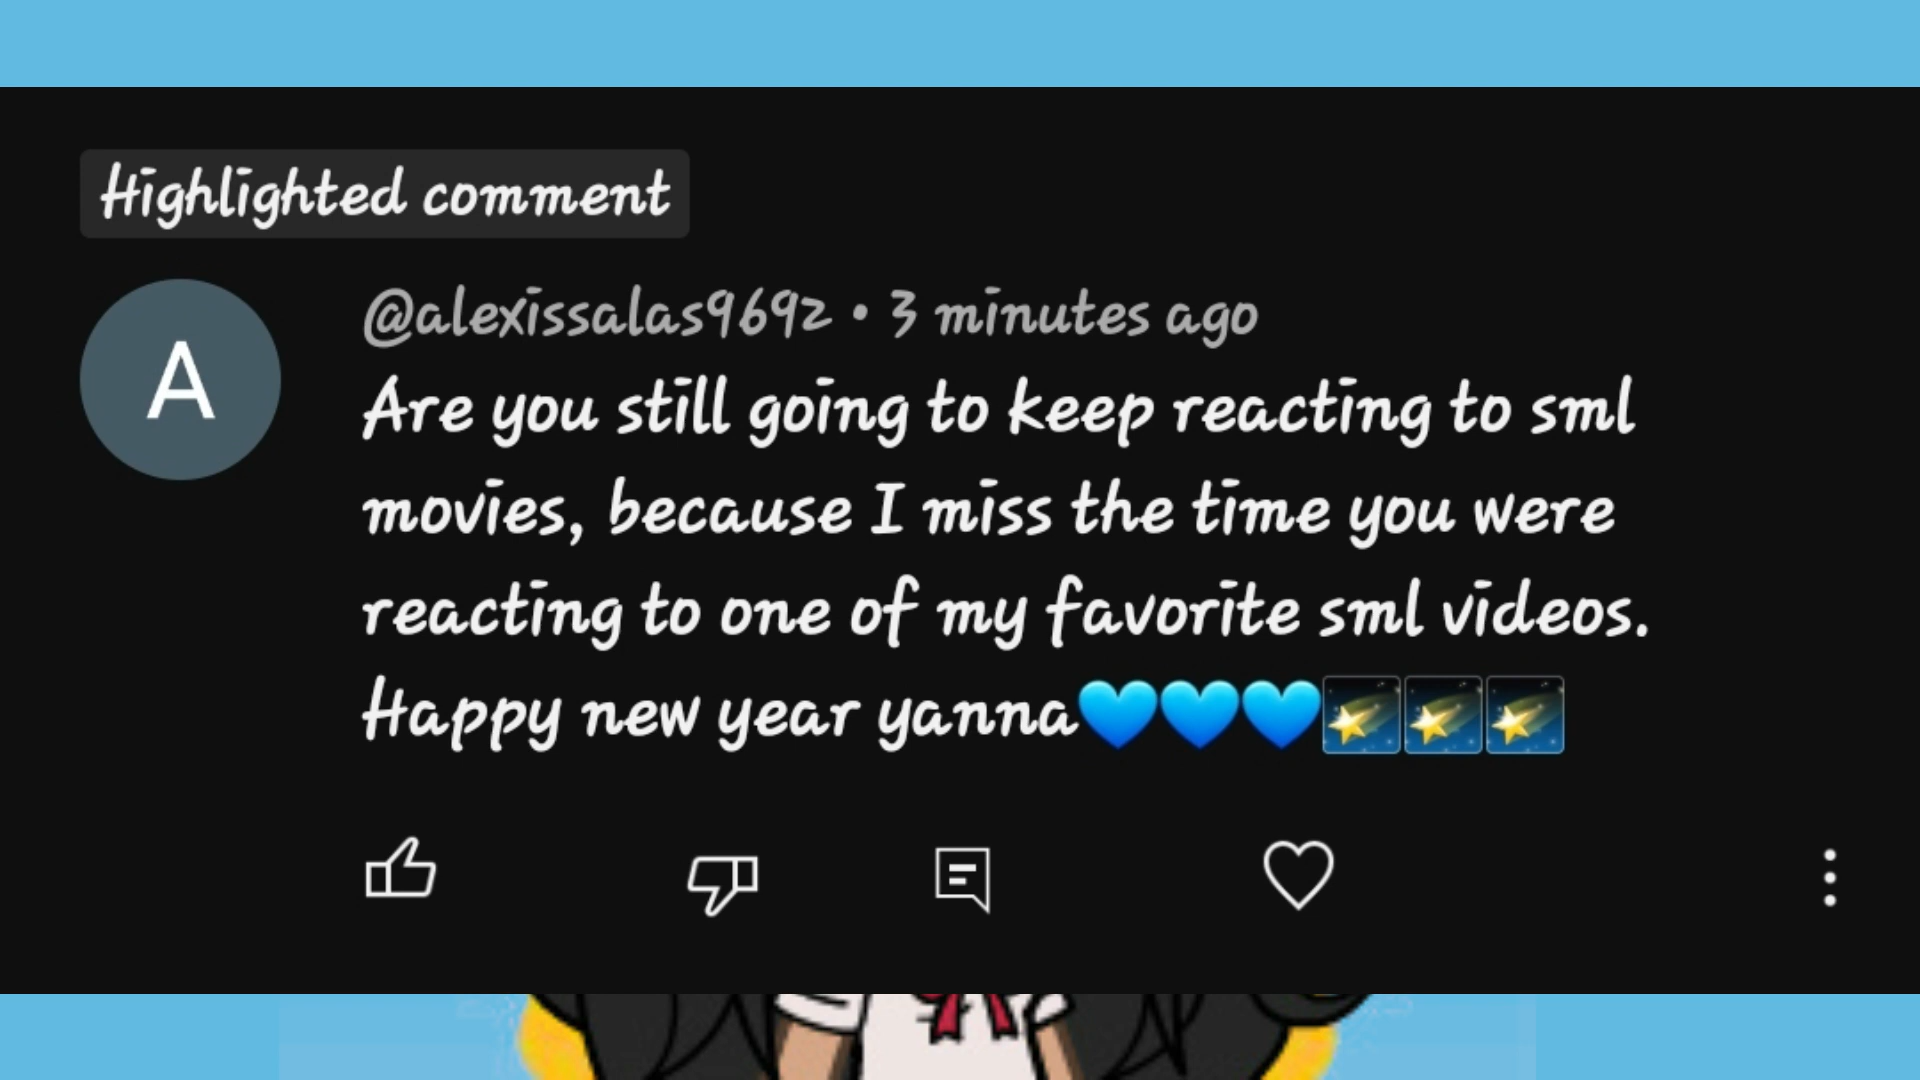 Highlighted comment
A
@alexissalas9692 • 3 minutes ago
Are you still going to keep reacting to sml
movies, because I miss the time you were
reacting to one of my favorite sml videos.
Happy new year yanna💙💙💙🌠🌠🌠